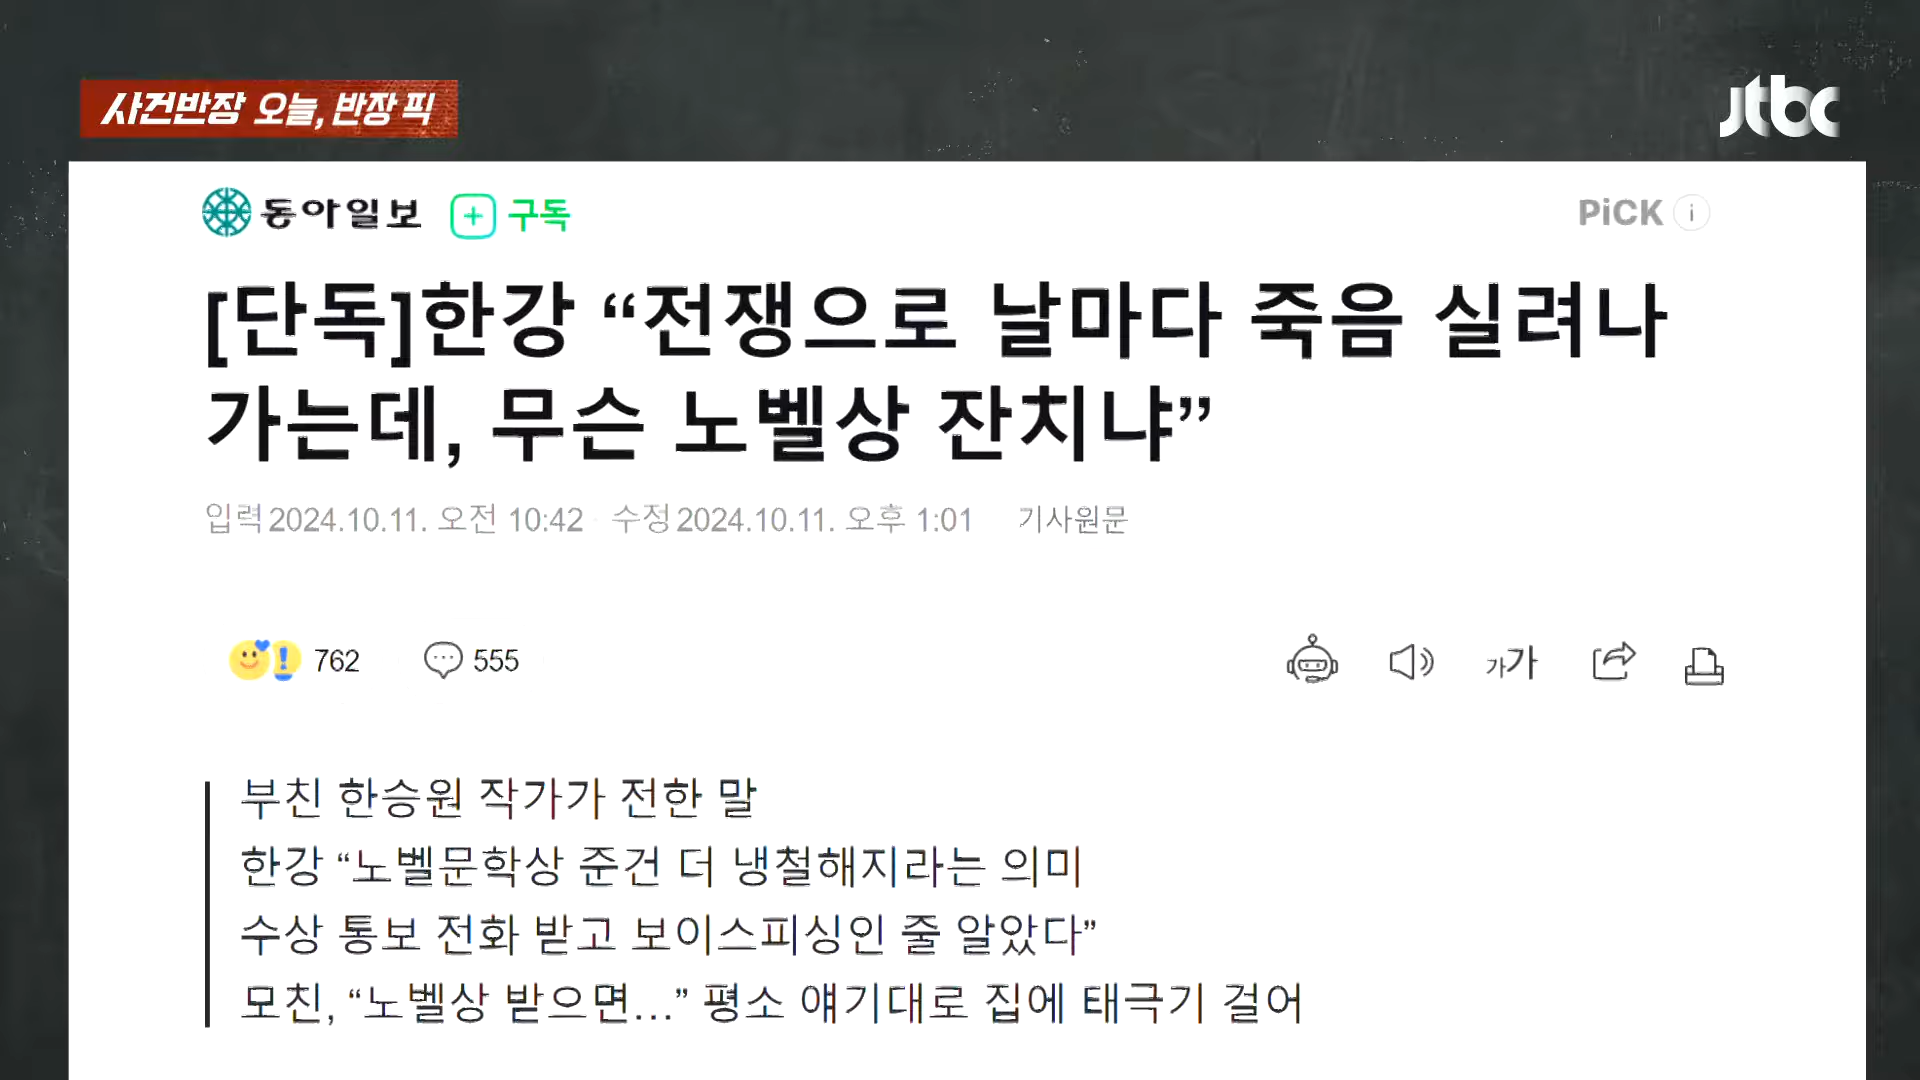 사건반장 오늘, 반장 픽
jtbc
동아일보 + 구독
PiCK i
[단독]한강 “전쟁으로 날마다 죽음 실려나
가는데, 무슨 노벨상 잔치냐”
입력 2024.10.11. 오전 10:42 수정 2024.10.11. 오후 1:01 기사원문
762 555
가가
부친 한승원 작가가 전한 말
한강 “노벨문학상 준건 더 냉철해지라는 의미
수상 통보 전화 받고 보이스피싱인 줄 알았다”
모친, “노벨상 받으면…” 평소 얘기대로 집에 태극기 걸어